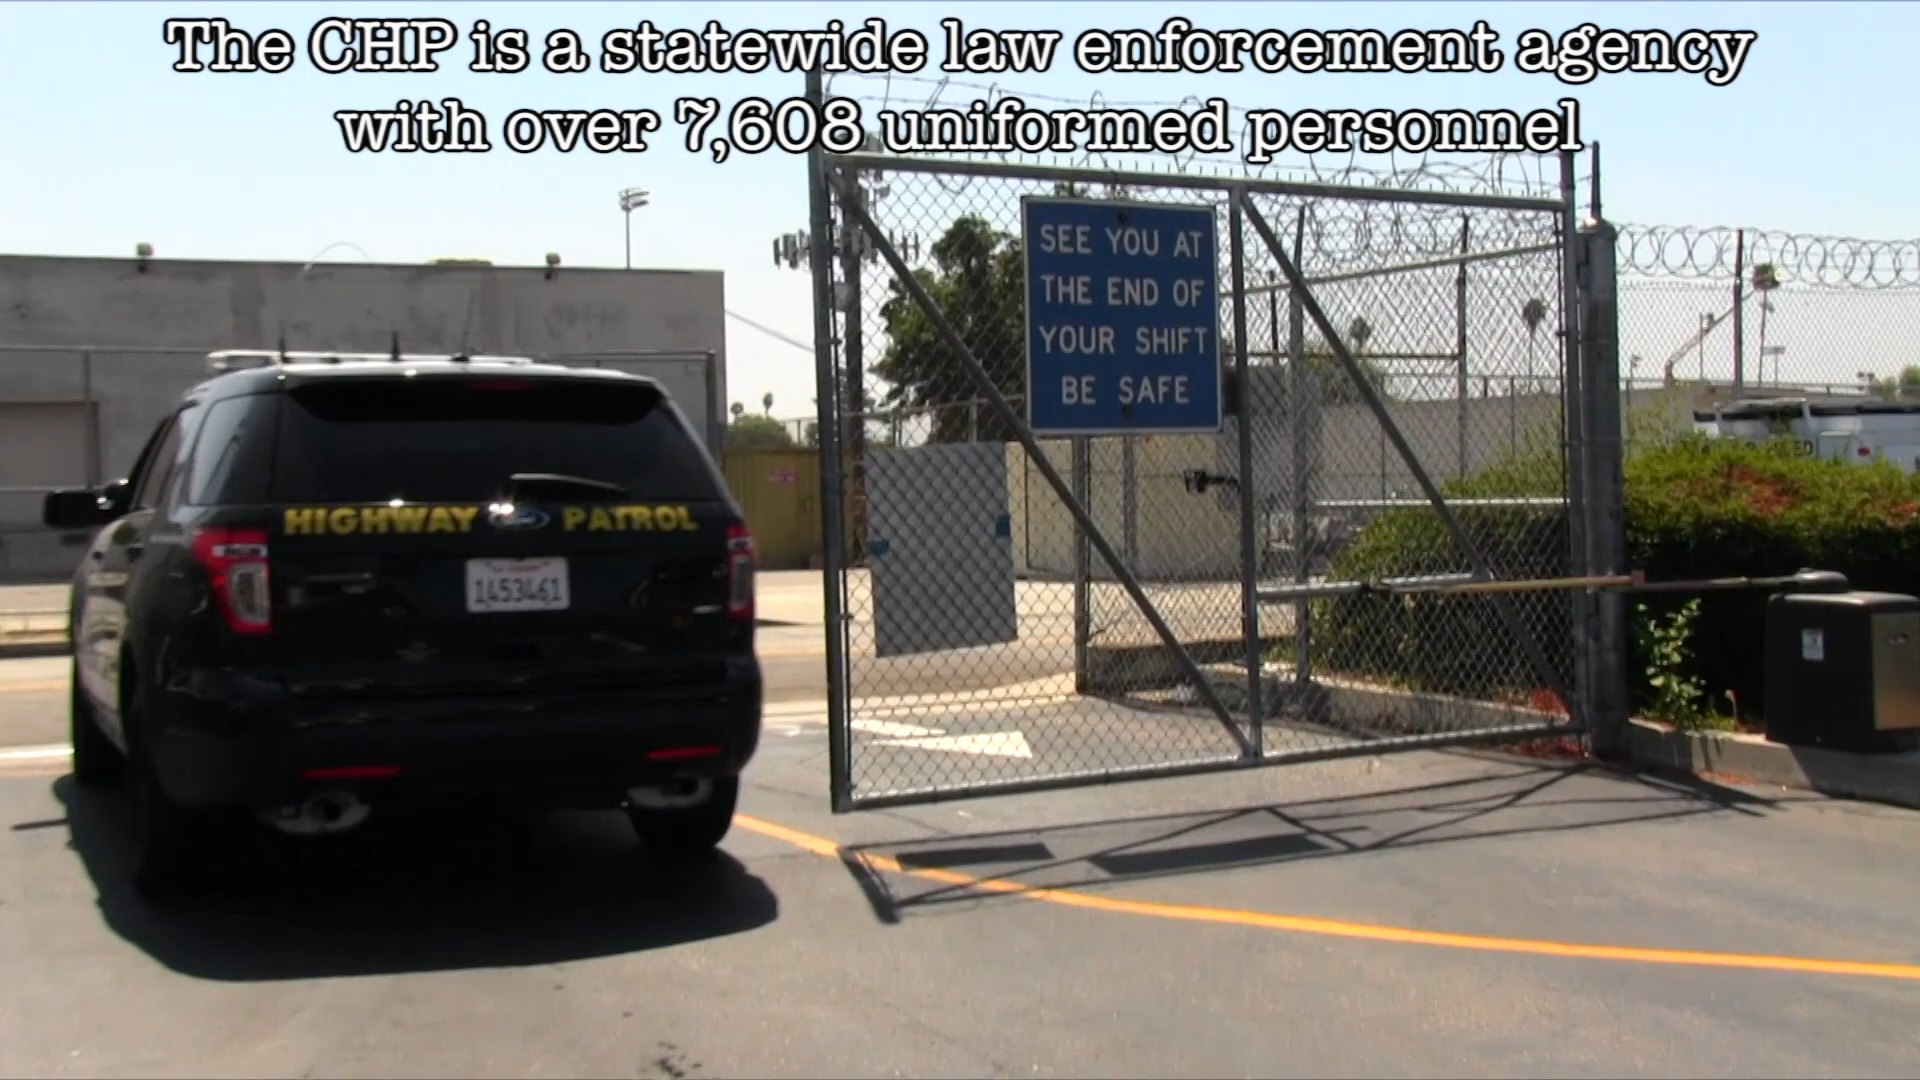 The CHP is a statewide law enforcement agency
with over 7,608 uniformed personnel
SEE YOU AT
THE END OF
YOUR SHIFT
BE SAFE
HIGHWAY PATROL
1453461